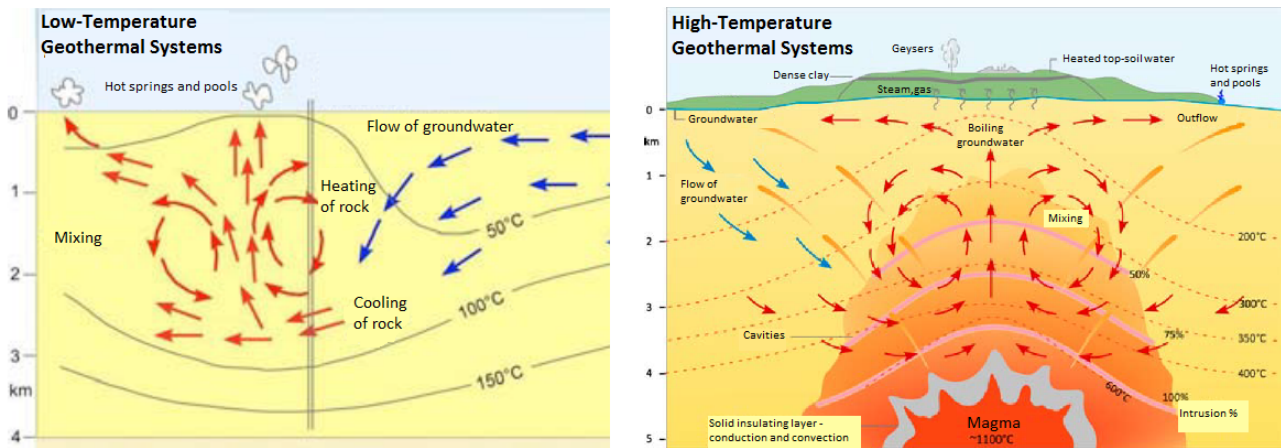 Low-Temperature
Geothermal Systems
Hot springs and pools
Flow of groundwater
0
1
2
3
km
4
Heating
of rock
Mixing
Cooling
of rock
50°C
100°C
150°C
High-Temperature
Geothermal Systems
Geysers
Heated top-soil water
Dense clay
Hot springs
and pools
Steam,gas
0
Groundwater
km
Boiling
groundwater
Outflow
1
Flow of
groundwater
Mixing
2
200°C
50%
3
300°C
Cavities
75%
350°C
4
400°C
600°C
100%
Intrusion %
Solid insulating layer -
conduction and convection
Magma
~1100°C
5